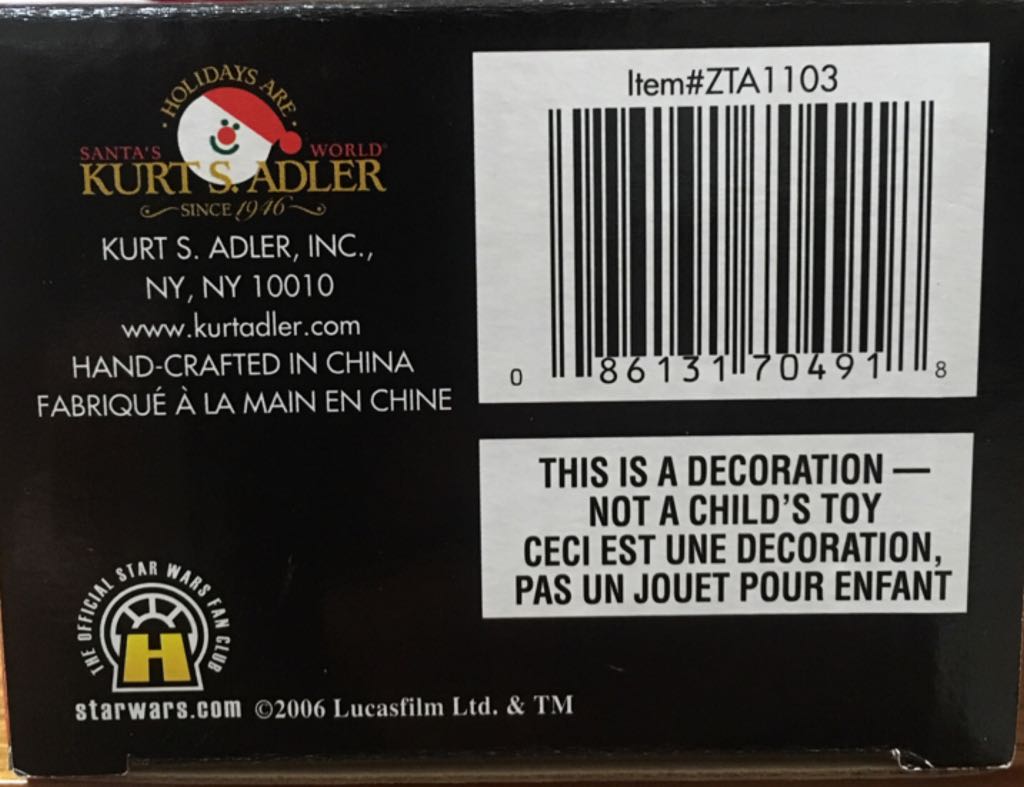 HOLIDAYS ARE
SANTA'S WORLD
KURT S. ADLER
SINCE 1946
KURT S. ADLER, INC.,
NY, NY 10010
www.kurtadler.com
HAND-CRAFTED IN CHINA
FABRIQUÉ À LA MAIN EN CHINE
Item#ZTA1103
0 86131 70491 8
THIS IS A DECORATION —
NOT A CHILD'S TOY
CECI EST UNE DECORATION,
PAS UN JOUET POUR ENFANT
THE OFFICIAL STAR WARS FAN CLUB
H
starwars.com ©2006 Lucasfilm Ltd. & TM